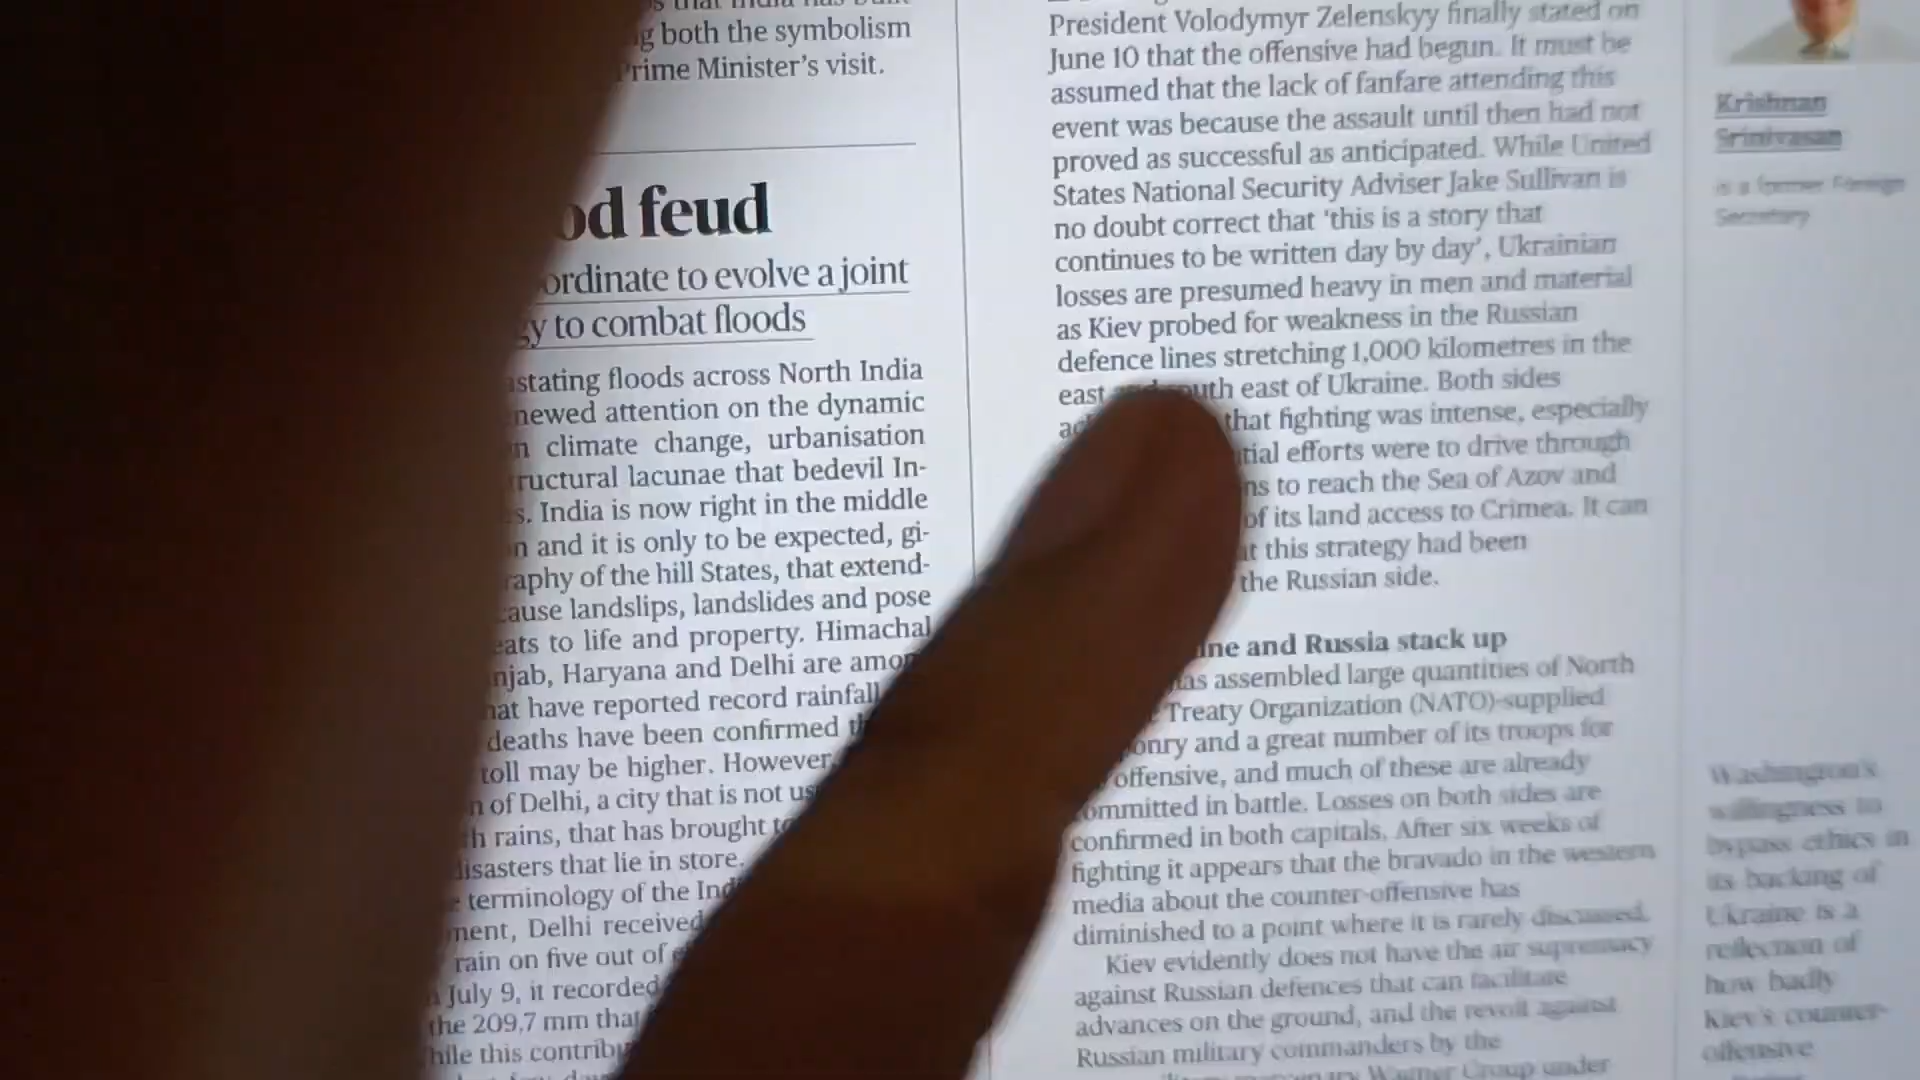 both the symbolism
Prime Minister's visit.
feud
ordinate to evolve a joint
to combat floods
floods across North India
newed attention on the dynamic
climate change, urbanisation
ructural lacunae that bedevil In-
s. India is now right in the middle
n and it is only to be expected, gi-
raphy of the hill States, that extend-
cause landslips, landslides and pose
eats to life and property. Himachal
njab, Haryana and Delhi are
hat have reported record rainfall
deaths have been confirmed
toll may be higher. However,
n of Delhi, a city that is not
h rains, that has brought
disasters that lie in store.
terminology of the
ment, Delhi received
rain on five out of
July 9, it recorded
the 209.7 mm that
hile this
President Volodymyr Zelenskyy finally stated on
June 10 that the offensive had begun. It must be
assumed that the lack of fanfare attending this
event was because the assault until then had not
proved as successful as anticipated. While United
States National Security Adviser Jake Sullivan is
no doubt correct that 'this is a story that
continues to be written day by day', Ukrainian
losses are presumed heavy in men and material
as Kiev probed for weakness in the Russian
defence lines stretching 1,000 kilometres in the
east and south east of Ukraine. Both sides
that fighting was intense, especially
tial efforts were to drive through
ns to reach the Sea of Azov and
of its land access to Crimea. It can
this strategy had been
the Russian side.
ine and Russia stack up
has assembled large quantities of North
Treaty Organization (NATO)-supplied
onry and a great number of its troops for
offensive, and much of these are already
committed in battle. Losses on both sides are
confirmed in both capitals. After six weeks of
fighting it appears that the bravado in the western
media about the counter-offensive has
diminished to a point where it is rarely discussed.
Kiev evidently does not have the air supremacy
against Russian defences that can facilitate
advances on the ground, and the revolt against
Russian military commanders by the
Wagner Group under
Krishnan
Srinivasan
is a former Foreign
Secretary
Washington's
willingness to
bypass ethics in
its backing of
Ukraine is a
reflection of
how badly
Kiev's counter-
offensive